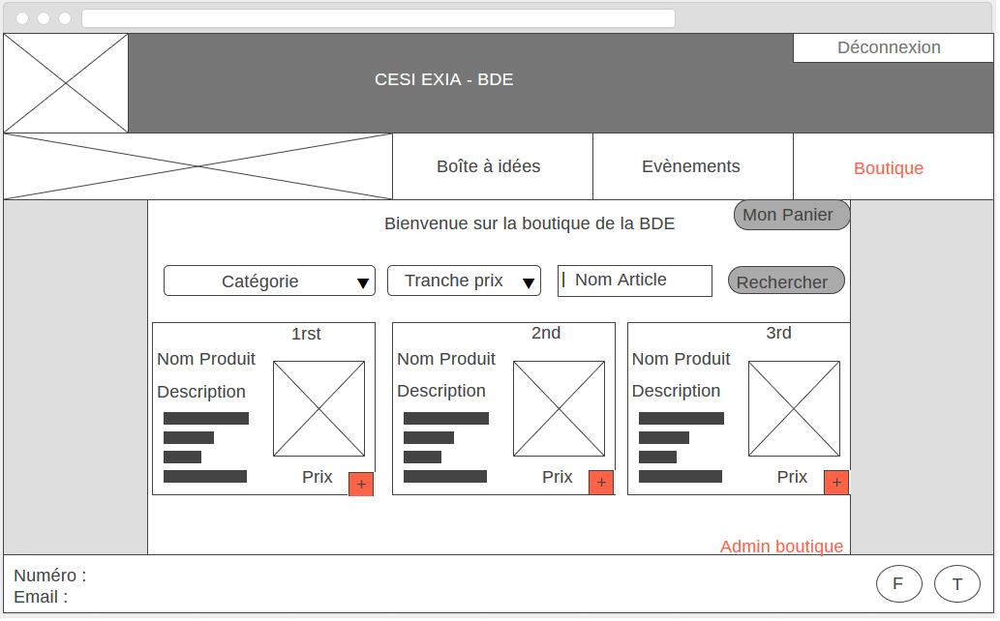 Déconnexion
CESI EXIA - BDE
Boîte à idées
Evènements
Boutique
Mon Panier
Bienvenue sur la boutique de la BDE
Catégorie
Tranche prix
Nom Article
Rechercher
1rst
Nom Produit
Description
Prix
+
2nd
Nom Produit
Description
Prix
+
3rd
Nom Produit
Description
Prix
+
Admin boutique
Numéro :
Email :
F
T